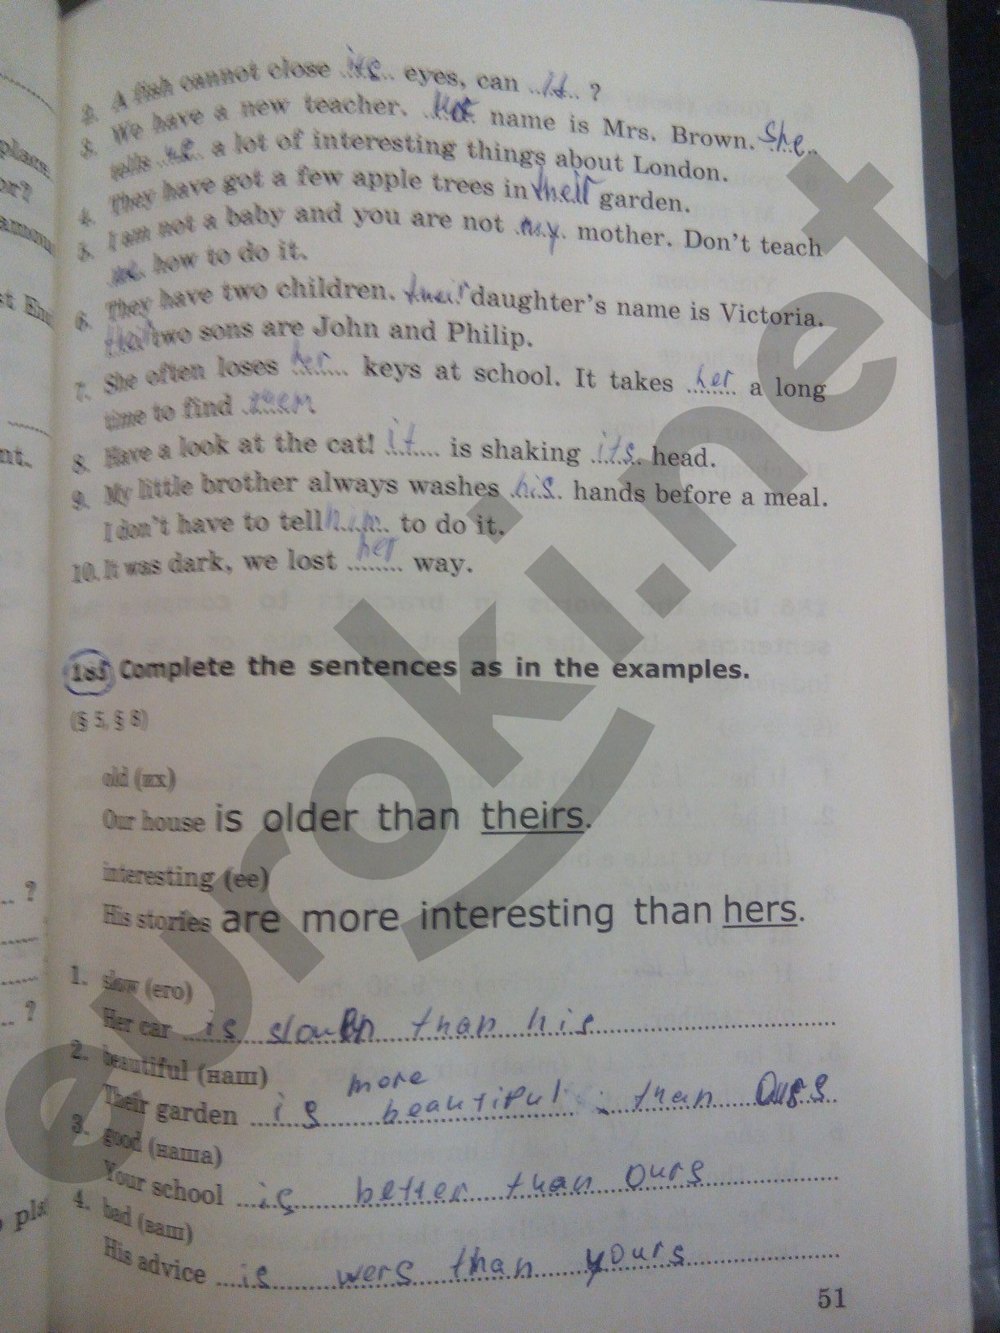 2. A fish cannot close its eyes, can it ?
3. We have a new teacher. Her name is Mrs. Brown. She
tells us a lot of interesting things about London.
4. They have got a few apple trees in their garden.
5. I am not a baby and you are not my mother. Don't teach
me how to do it.
6. They have two children. their daughter's name is Victoria.
their two sons are John and Philip.
7. She often loses her keys at school. It takes her a long
time to find them.
8. Have a look at the cat! it is shaking its head.
9. My little brother always washes his hands before a meal.
I don't have to tell him to do it.
10. It was dark, we lost her way.
185 Complete the sentences as in the examples.
(§ 5, § 8)
old (их)
Our house is older than theirs.
interesting (ее)
His stories are more interesting than hers.
1. slow (его)
Her car is than his
2. beautiful (наш)
more
Their garden is beautiful than ours
3. good (наша)
Your school is better than ours
4. bad (ваш)
His advice is wers than yours
51
place
or?
nt.
... ?
... ?
euroki.net